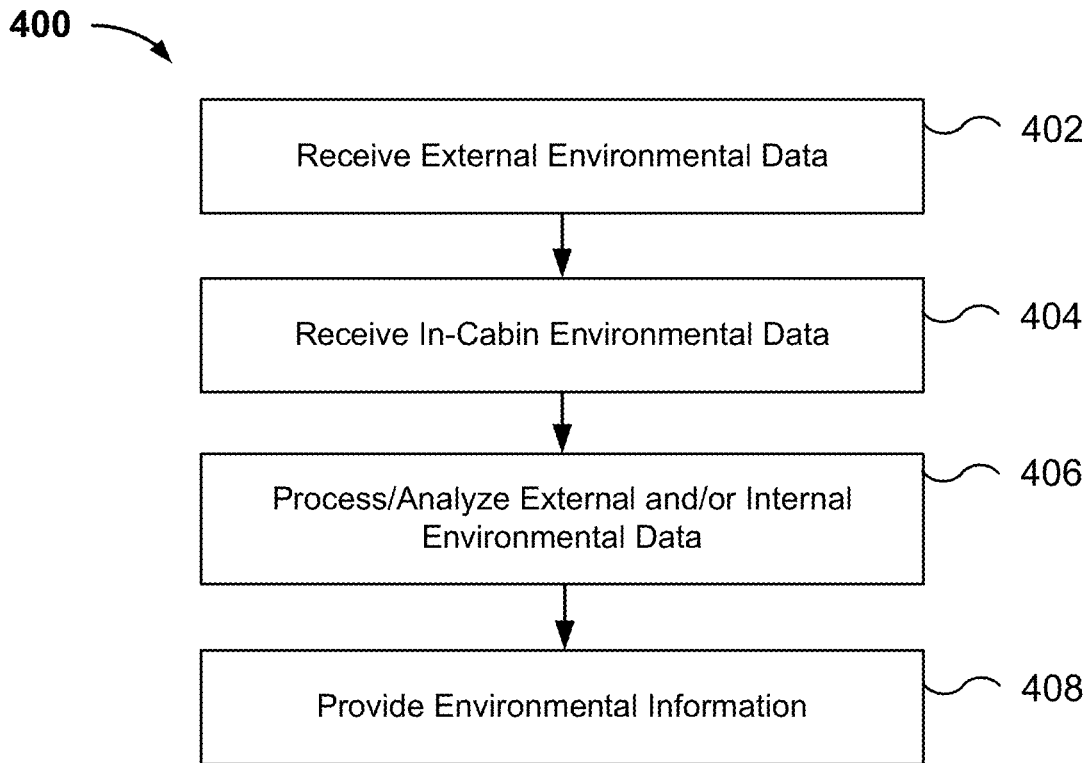 400
Receive External Environmental Data
402
Receive In-Cabin Environmental Data
404
Process/Analyze External and/or Internal
Environmental Data
406
Provide Environmental Information
408